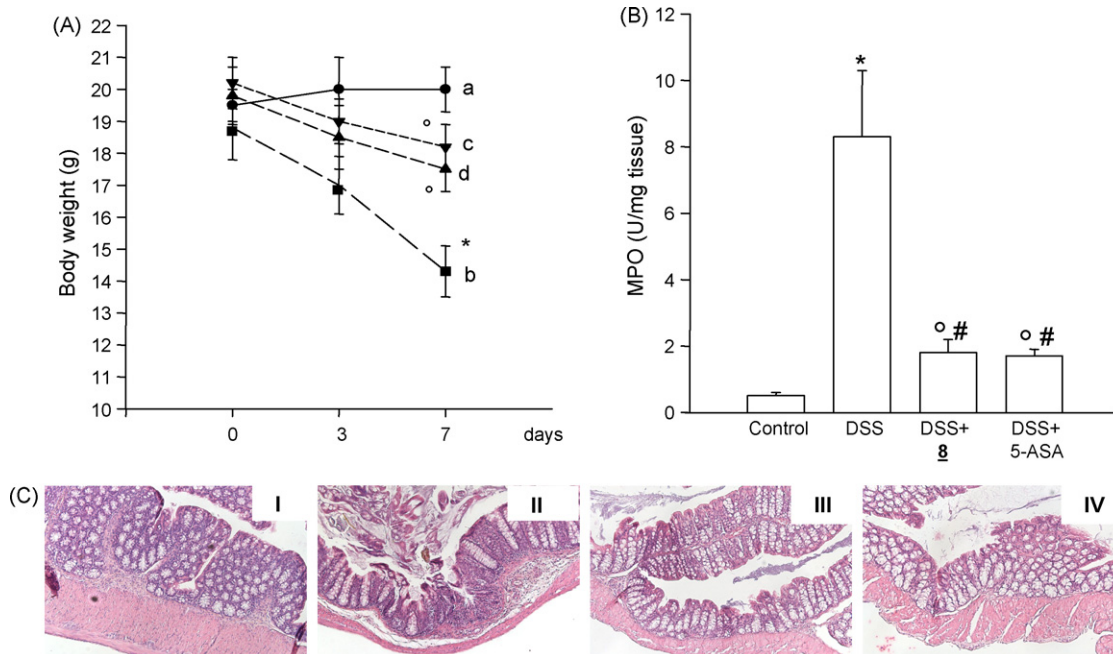 (A)
22
21
20
19
18
17
16
15
14
13
12
11
10
Body weight (g)
a
c
d
*
b
0 3 7 days
(B)
12
10
8
6
4
2
0
MPO (U/mg tissue)
*
° #
° #
Control DSS DSS+ DSS+
8 5-ASA
(C)
I II III IV